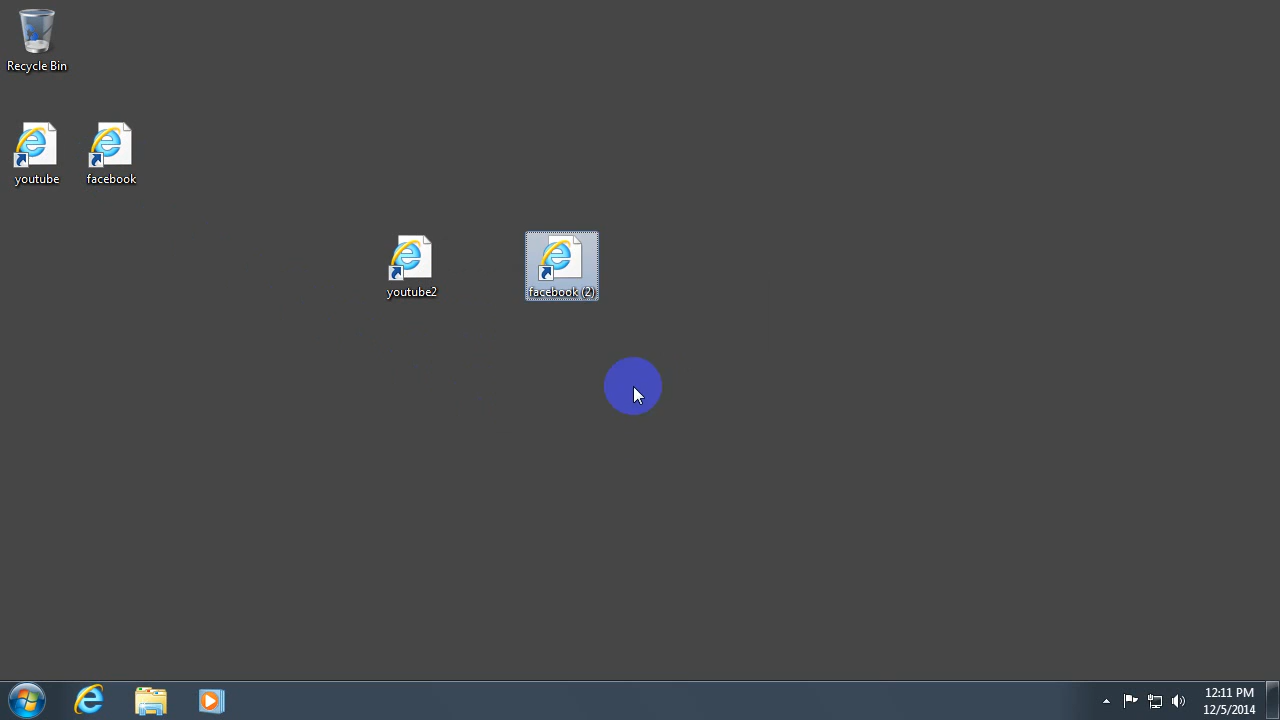 Recycle Bin
youtube
facebook
youtube2
facebook (2)
12:11 PM
12/5/2014